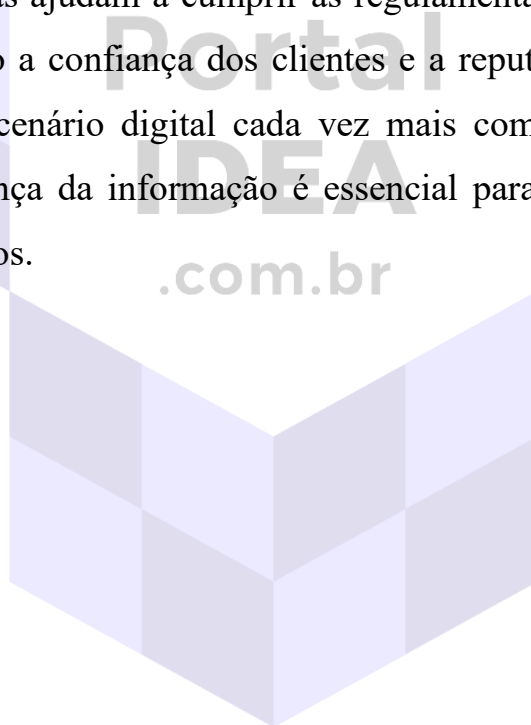 as ajudam a cumprir as regulamenta
o a confiança dos clientes e a reput
cenário digital cada vez mais com
nça da informação é essencial para
os.
Portal
IDEA
.com.br